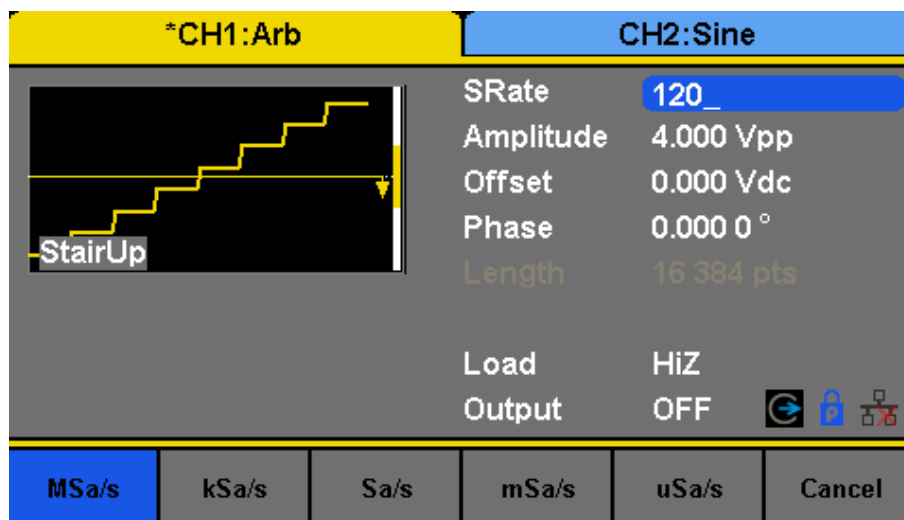 *CH1:Arb
CH2:Sine
SRate 120_
Amplitude 4.000 Vpp
Offset 0.000 Vdc
Phase 0.000 0 °
StairUp
Length 16 384 pts
Load HiZ
Output OFF
P
MSa/s kSa/s Sa/s mSa/s uSa/s Cancel